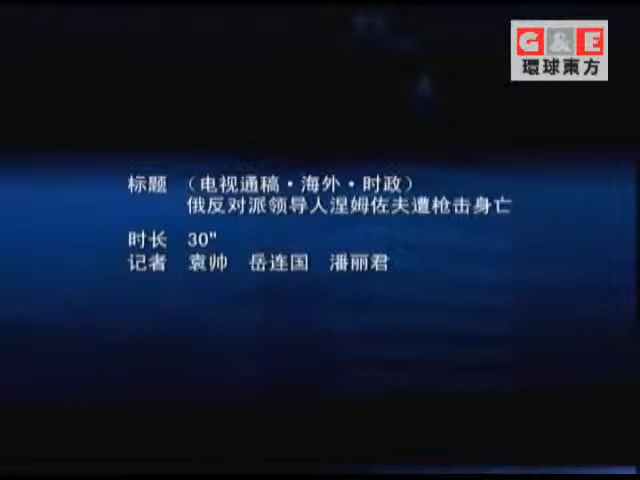 G&E
環球東方
标题 （电视通稿·海外·时政）
俄反对派领导人涅姆佐夫遭枪击身亡
时长 30"
记者 袁帅 岳连国 潘丽君